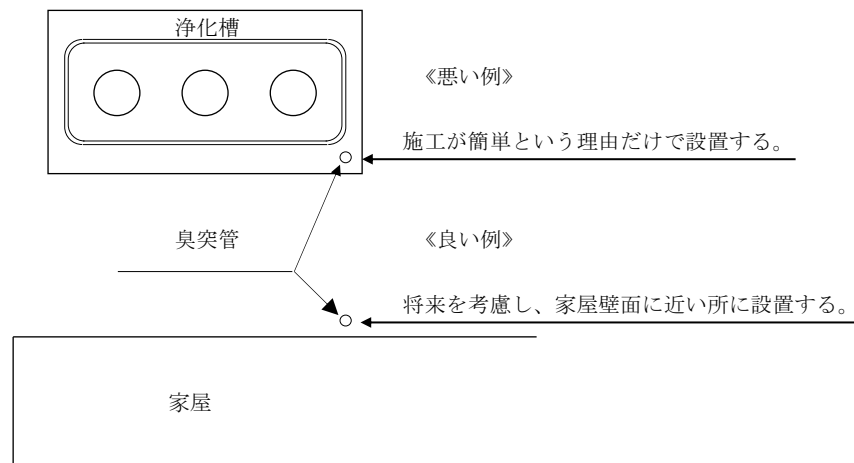 浄化槽
《悪い例》
施工が簡単という理由だけで設置する。
臭突管
《良い例》
将来を考慮し、家屋壁面に近い所に設置する。
家屋